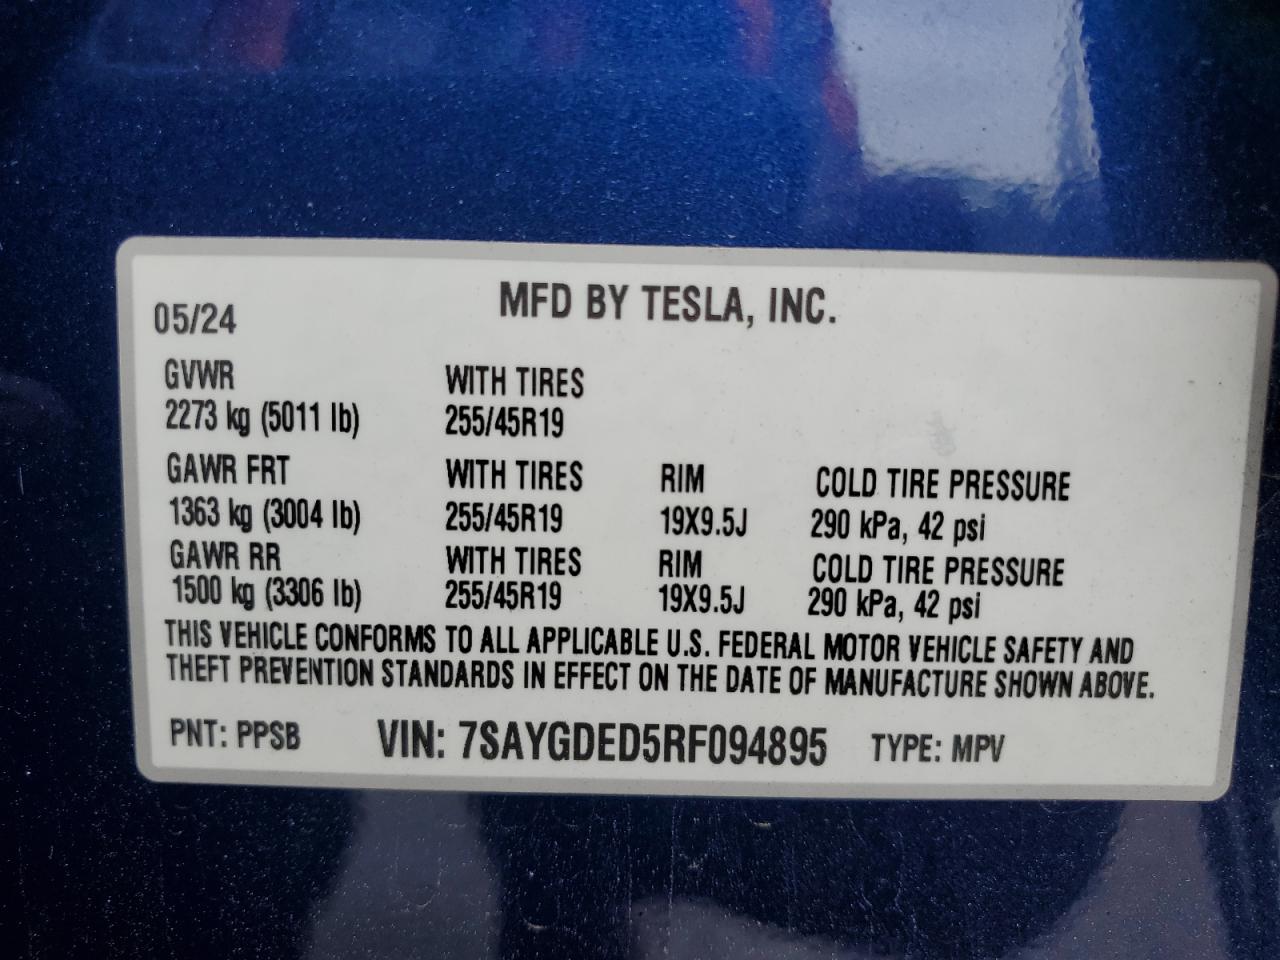 MFD BY TESLA, INC.
05/24
GVWR WITH TIRES
2273 kg (5011 lb) 255/45R19
GAWR FRT WITH TIRES RIM COLD TIRE PRESSURE
1363 kg (3004 lb) 255/45R19 19X9.5J 290 kPa, 42 psi
GAWR RR WITH TIRES RIM COLD TIRE PRESSURE
1500 kg (3306 lb) 255/45R19 19X9.5J 290 kPa, 42 psi
THIS VEHICLE CONFORMS TO ALL APPLICABLE U.S. FEDERAL MOTOR VEHICLE SAFETY AND
THEFT PREVENTION STANDARDS IN EFFECT ON THE DATE OF MANUFACTURE SHOWN ABOVE.
PNT: PPSB VIN: 7SAYGDED5RF094895 TYPE: MPV